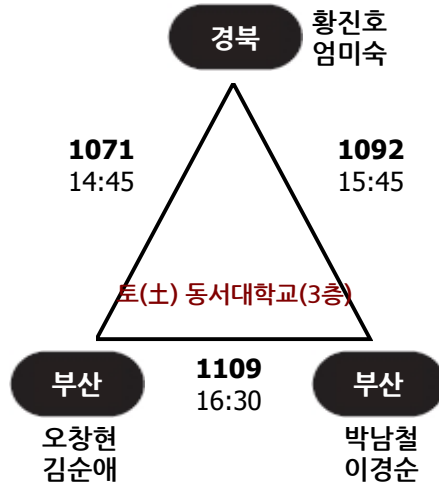 경북
황진호
엄미숙
1071
14:45
1092
15:45
토(土) 동서대학교(3층)
부산
1109
16:30
부산
오창현
김순애
박남철
이경순